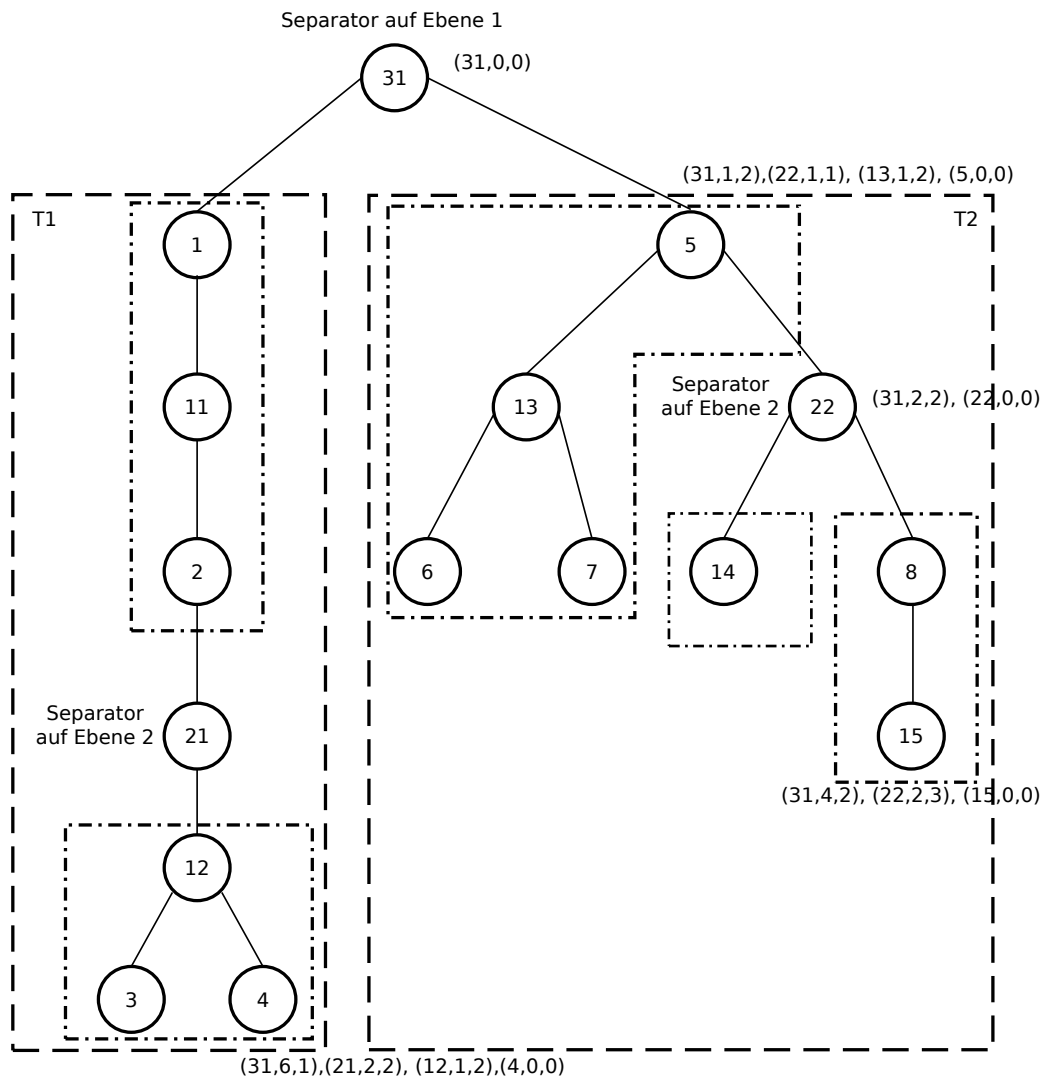 Separator auf Ebene 1
31
(31,0,0)
(31,1,2),(22,1,1), (13,1,2), (5,0,0)
T1
T2
1
5
11
13
Separator
auf Ebene 2
22
(31,2,2), (22,0,0)
2
6
7
14
8
Separator
auf Ebene 2
21
15
(31,4,2), (22,2,3), (15,0,0)
12
3
4
(31,6,1),(21,2,2), (12,1,2),(4,0,0)